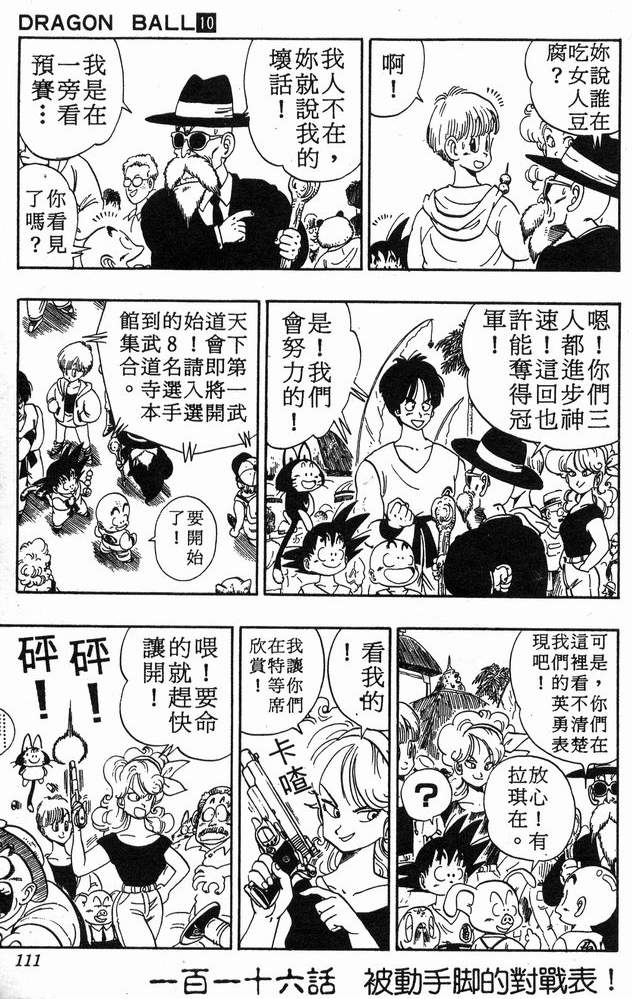 DRAGON BALL 10
妳說誰在
吃女人豆
腐？
啊！
我人不在，
妳就說我的
壞話！
我是在
一旁看
預賽…
你看見
了嗎？
嗯！你們三
人都進步神
速！這回也
許能奪得冠
軍！
是！我們
會努力的！
天下第一武
道會即將開
始！請入選
的8名選手
到武道寺本
館集合。
要開始
了！
可是，你們在
這裡看不清楚
我們的英勇表
現吧！
放心！有
拉琪在。
？
看我的
！
我讓你們
在特等席
欣賞！
卡喳
喂！要命
的就趕快
讓開！
砰！
砰！
111
一百一十六話 被動手脚的對戰表！